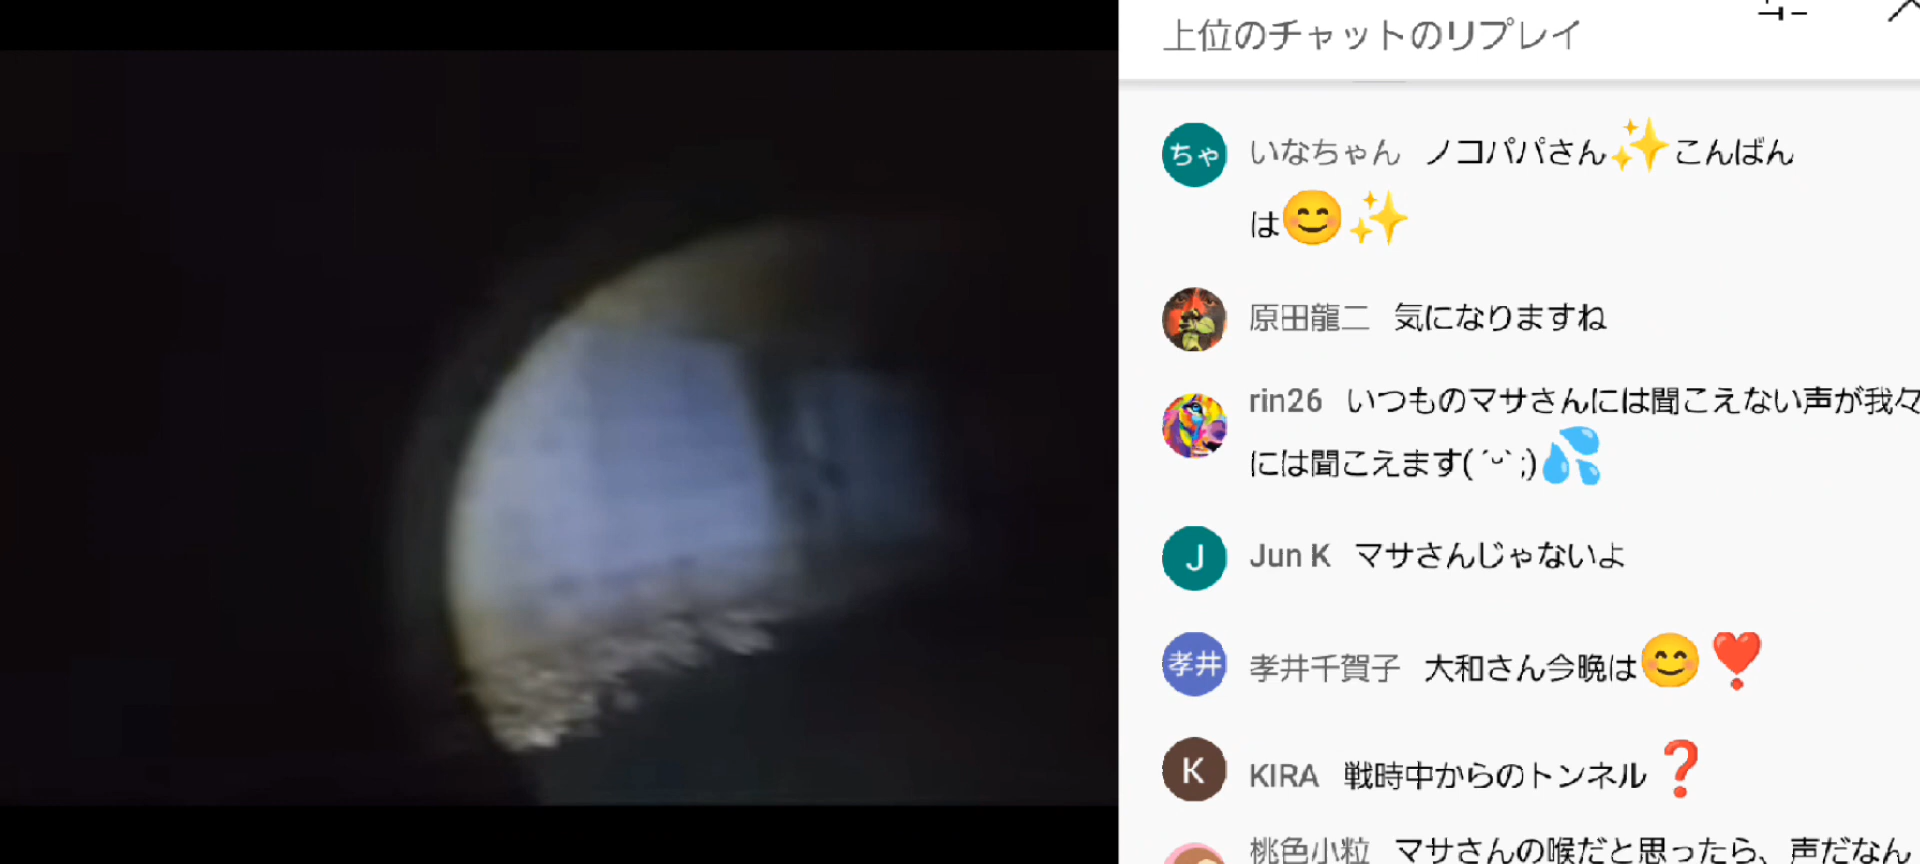 上位のチャットのリプレイ
ちゃ いなちゃん ノコパパさん✨こんばん
は😊✨
原田龍二 気になりますね
rin26 いつものマサさんには聞こえない声が我々
には聞こえます( ´ᵕ` ;)💦
J Jun K マサさんじゃないよ
孝井 孝井千賀子 大和さん今晩は😊❣️
K KIRA 戦時中からのトンネル❓
桃色小粒 マサさんの喉だと思ったら、声だなん